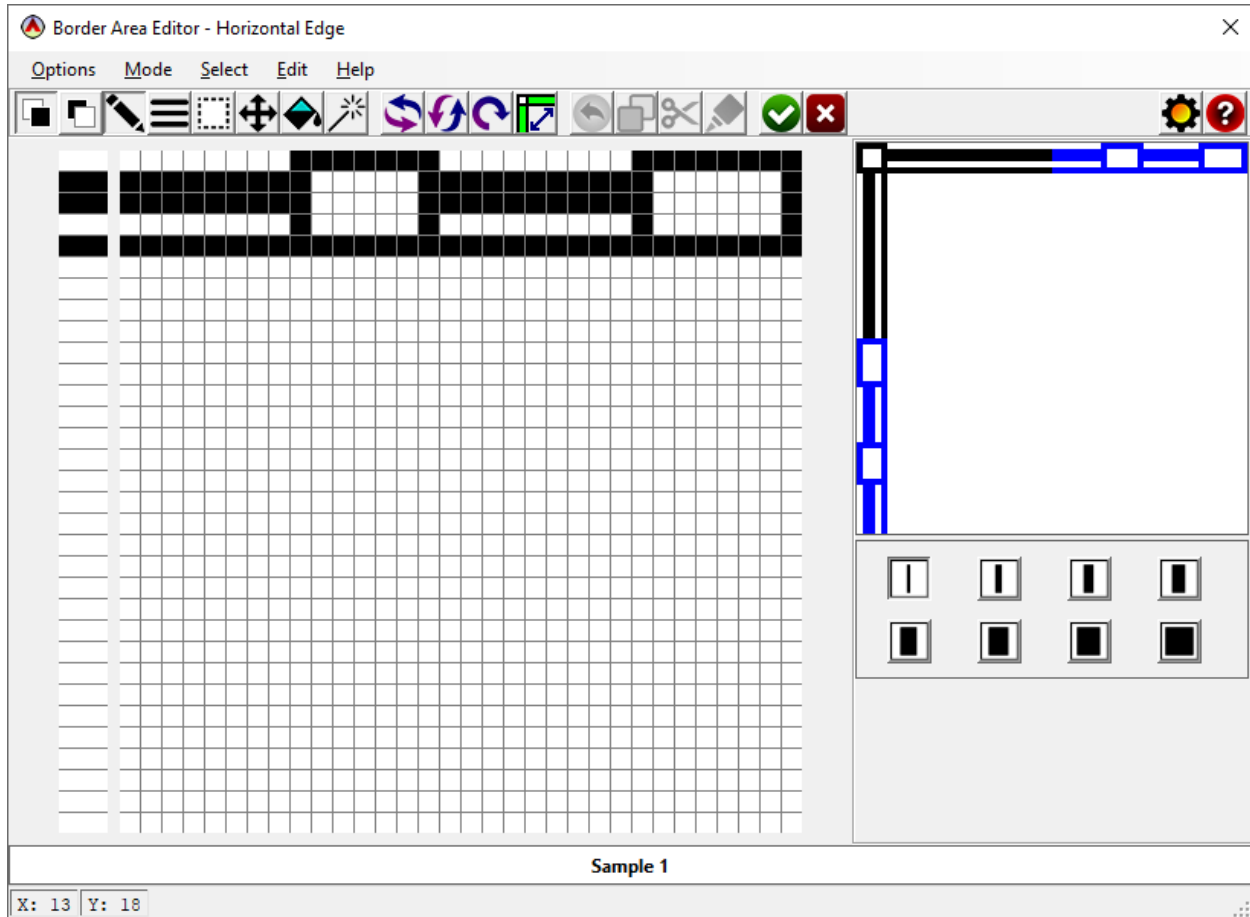 Border Area Editor - Horizontal Edge
Options Mode Select Edit Help
?
Sample 1
X: 13 Y: 18